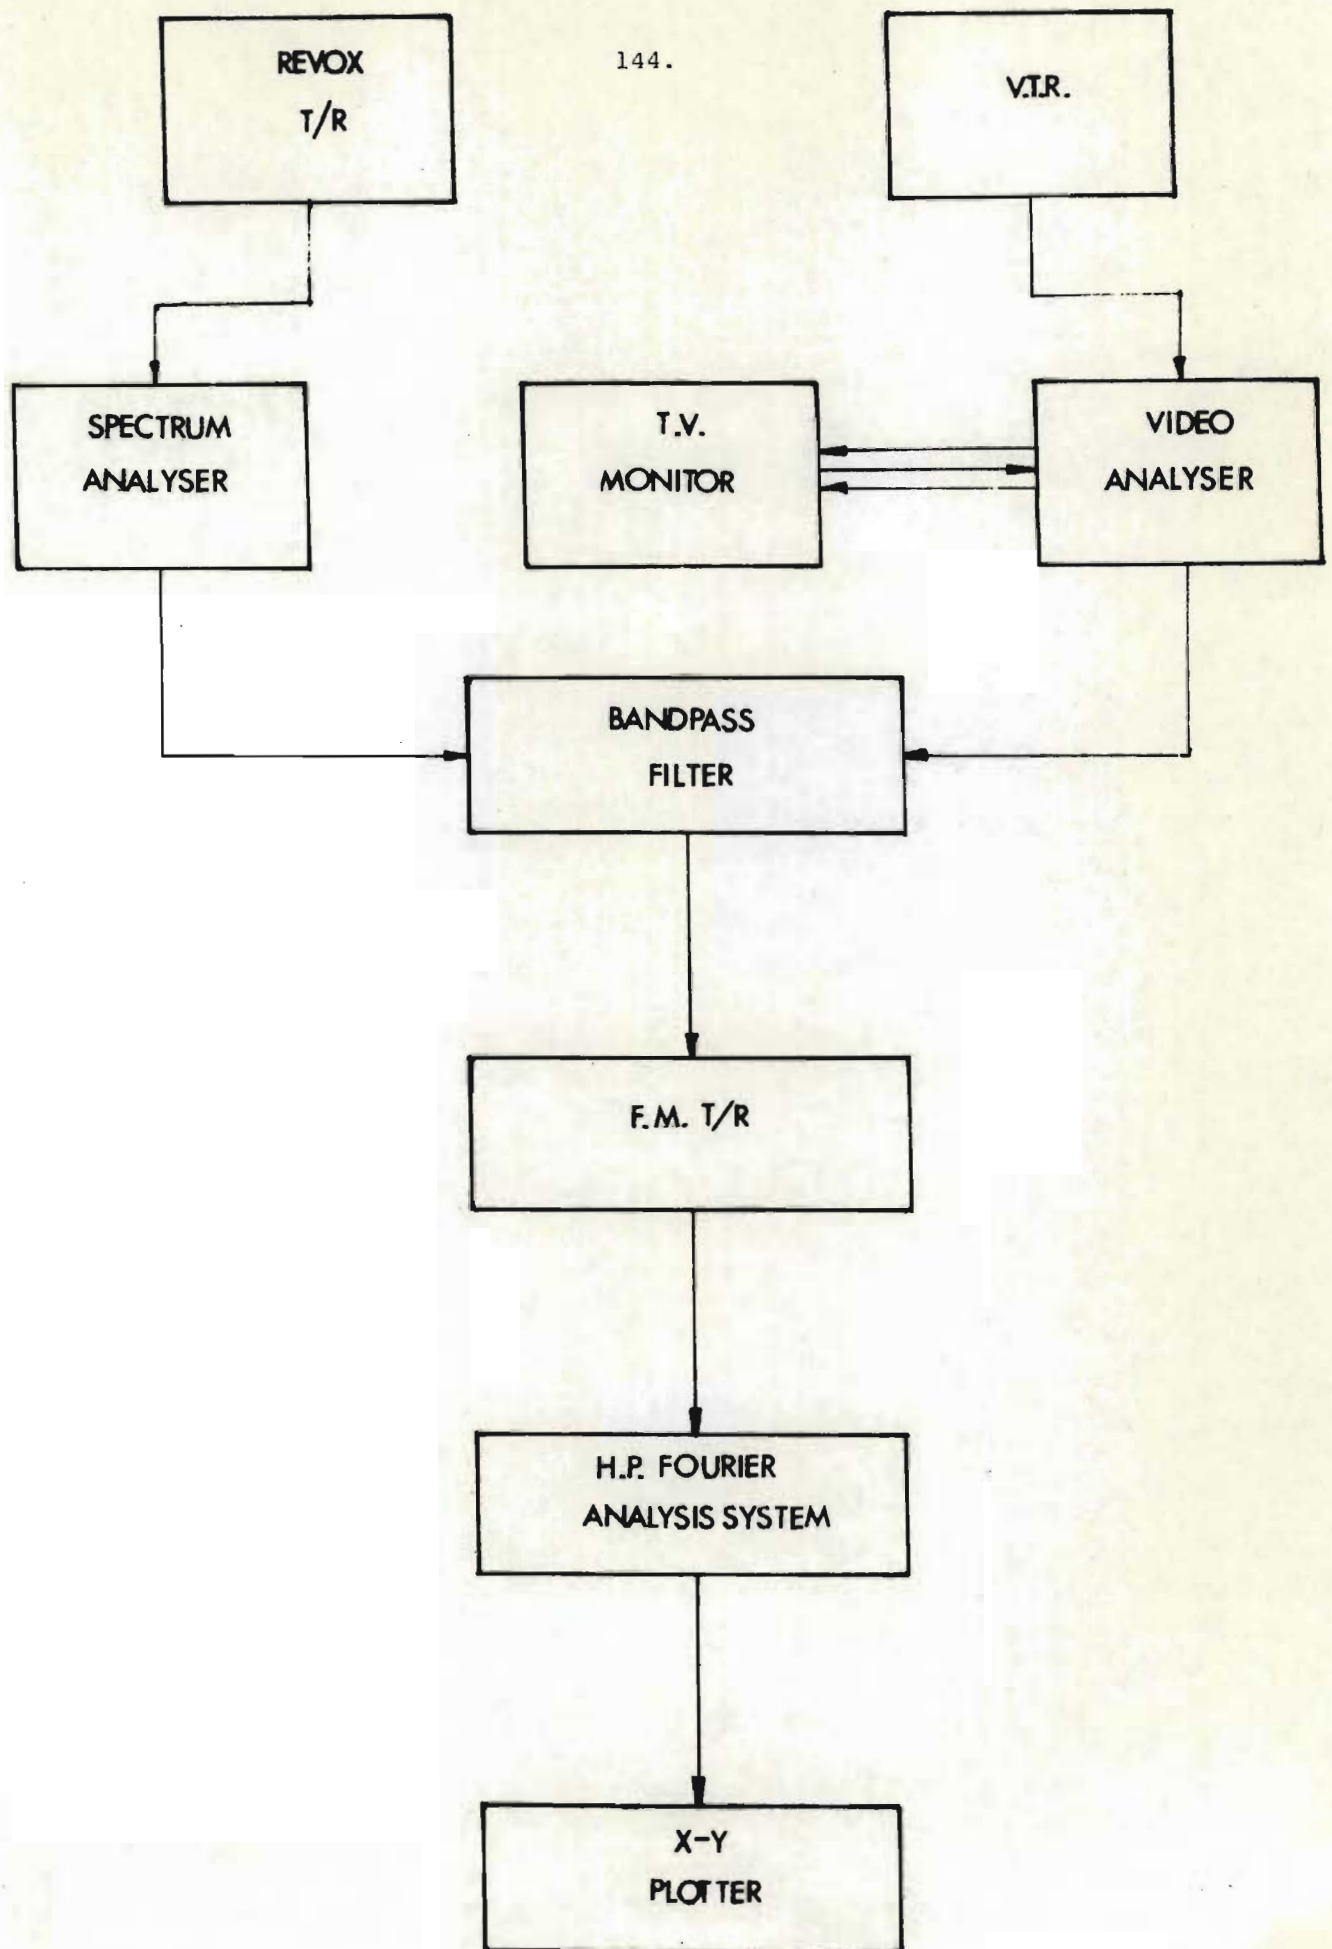 144.
REVOX
T/R
V.T.R.
SPECTRUM
ANALYSER
T.V.
MONITOR
VIDEO
ANALYSER
BANDPASS
FILTER
F.M. T/R
H.P. FOURIER
ANALYSIS SYSTEM
X-Y
PLOTTER